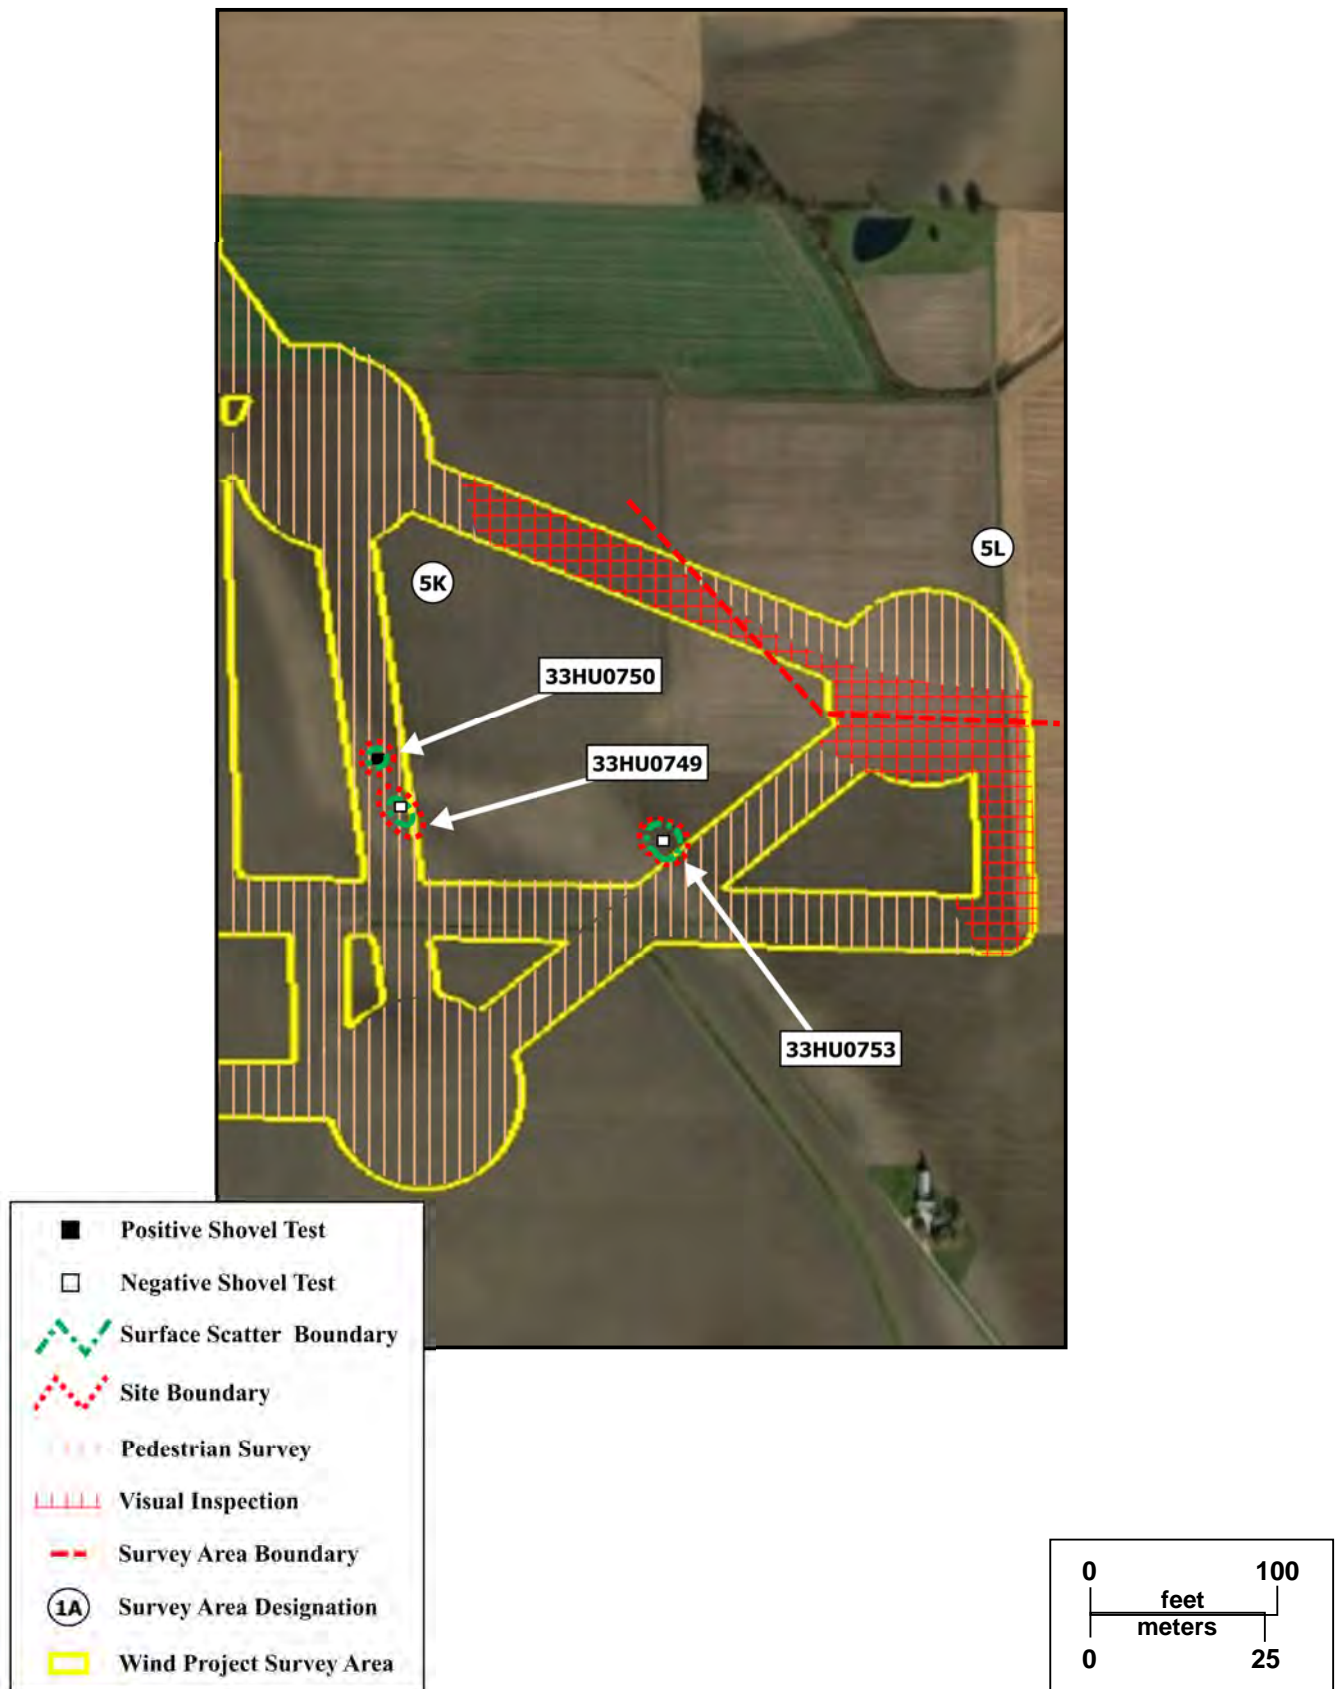 5L
5K
33HU0750
33HU0749
33HU0753
Positive Shovel Test
Negative Shovel Test
Surface Scatter Boundary
Site Boundary
Pedestrian Survey
Visual Inspection
Survey Area Boundary
1A Survey Area Designation
Wind Project Survey Area
0 100
feet
meters
0 25